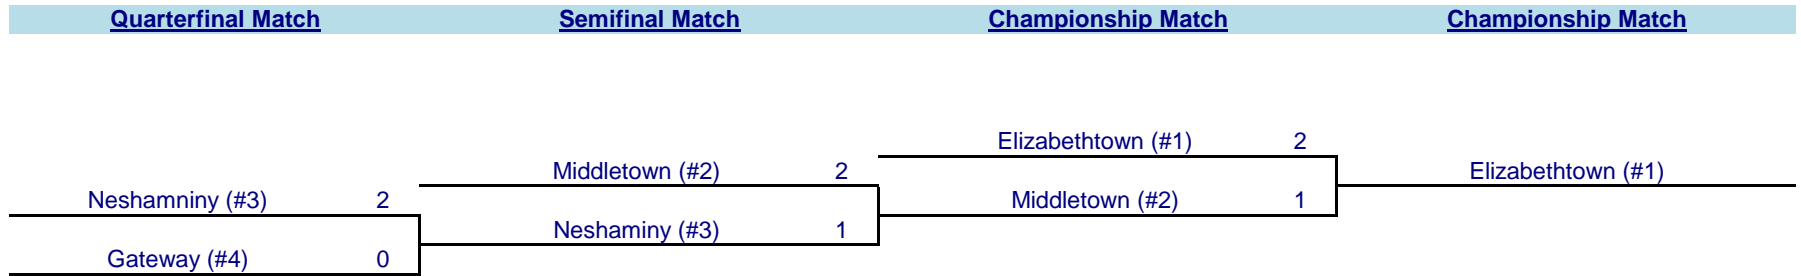 Quarterfinal Match Semifinal Match Championship Match Championship Match
Elizabethtown (#1) 2
Middletown (#2) 2 Elizabethtown (#1)
Neshamniny (#3) 2 Middletown (#2) 1
Neshaminy (#3) 1
Gateway (#4) 0